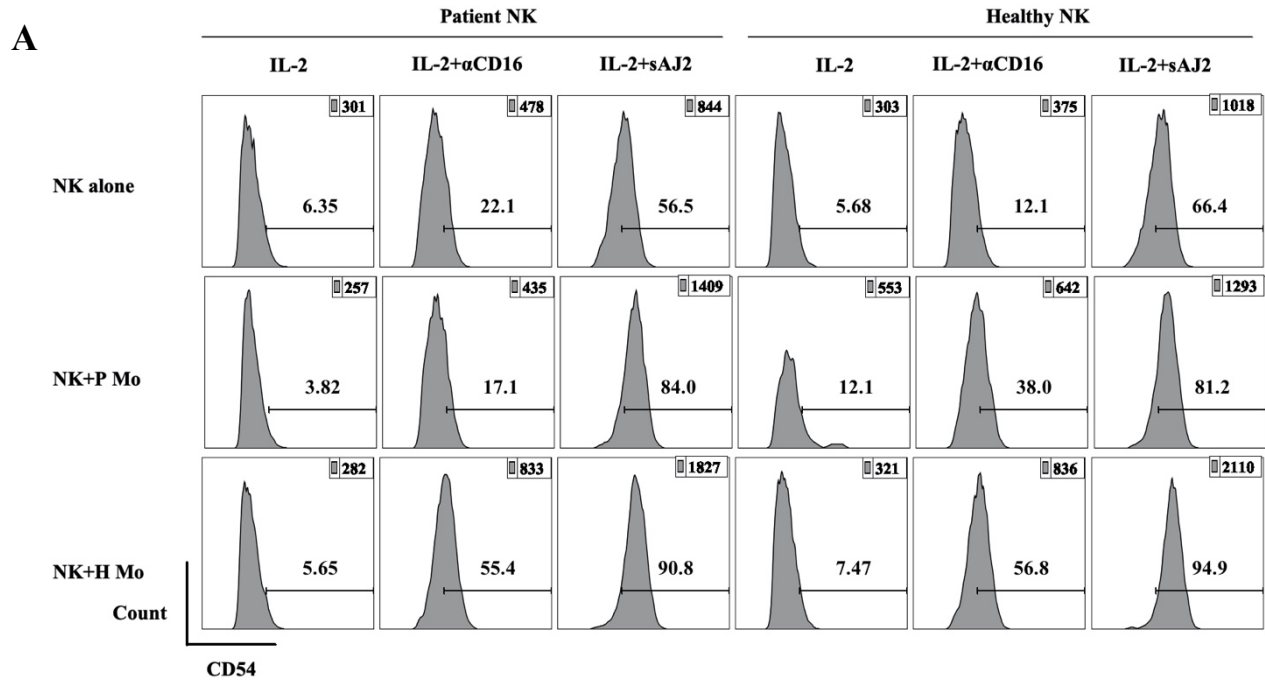 A
Patient NK Healthy NK
IL-2 IL-2+αCD16 IL-2+sAJ2 IL-2 IL-2+αCD16 IL-2+sAJ2
301 478 844 303 375 1018
NK alone
6.35 22.1 56.5 5.68 12.1 66.4
257 435 1409 553 642 1293
NK+P Mo
3.82 17.1 84.0 12.1 38.0 81.2
282 833 1827 321 836 2110
NK+H Mo
5.65 55.4 90.8 7.47 56.8 94.9
Count
CD54